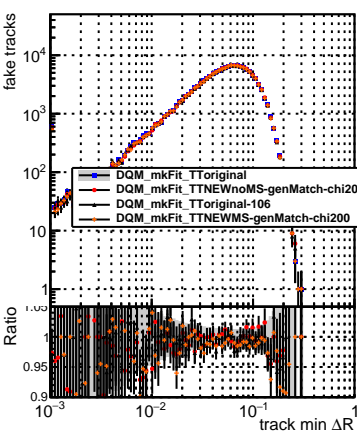 fake tracks
10⁴
10³
10²
10
1
DQM_mkFit_TToriginal
DQM_mkFit_TTNEWnoMS-genMatch-chi20
DQM_mkFit_TToriginal-106
DQM_mkFit_TTNEWMS-genMatch-chi200
Ratio
1.05
1
0.95
0.9
10⁻³
10⁻²
10⁻¹
1
track min ΔR